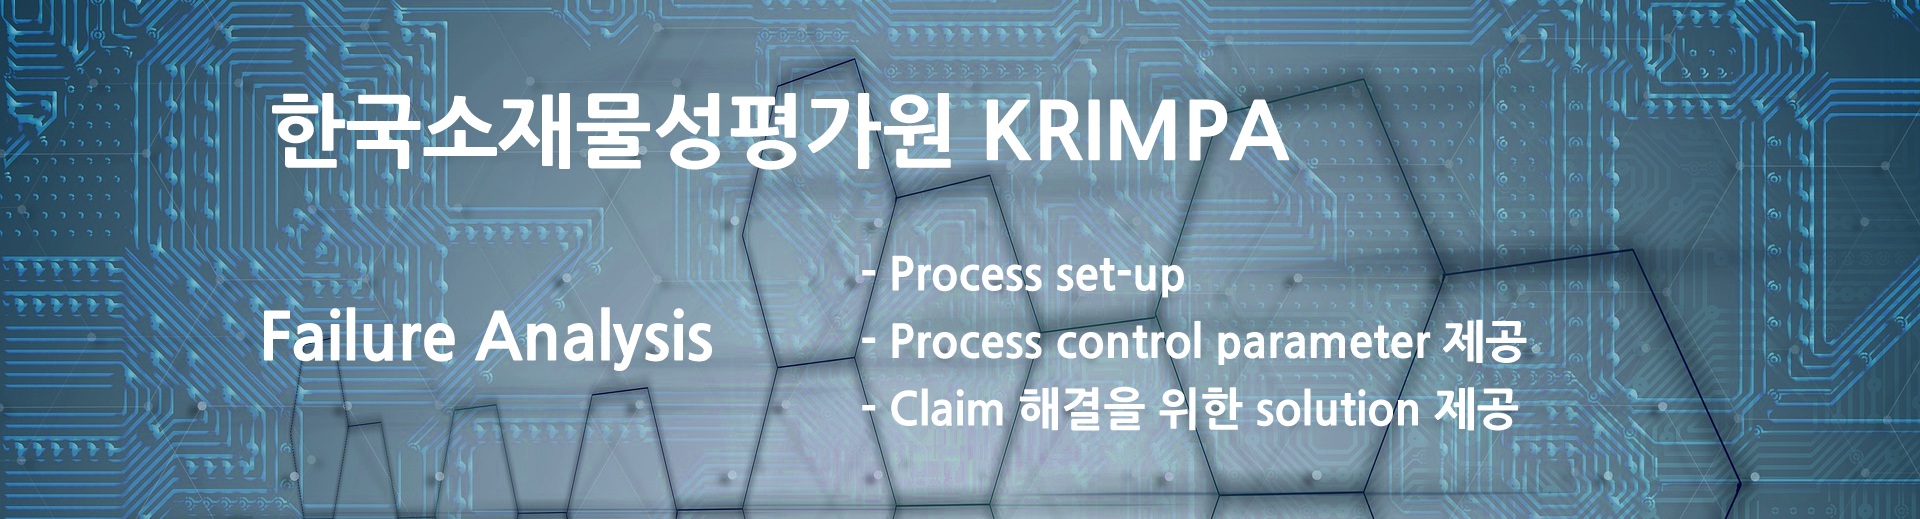 한국소재물성평가원 KRIMPA
Failure Analysis
- Process set-up
- Process control parameter 제공
- Claim 해결을 위한 solution 제공